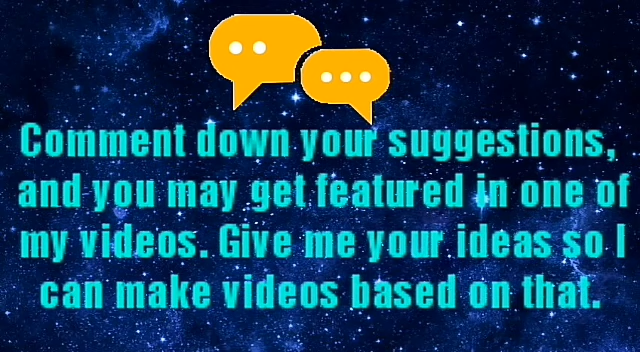 Comment down your suggestions,
and you may get featured in one of
my videos. Give me your ideas so I
can make videos based on that.